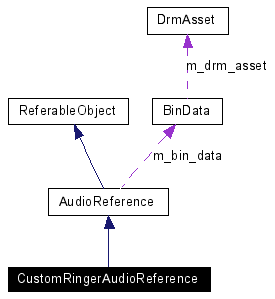 DrmAsset
m_drm_asset
ReferableObject
BinData
m_bin_data
AudioReference
CustomRingerAudioReference